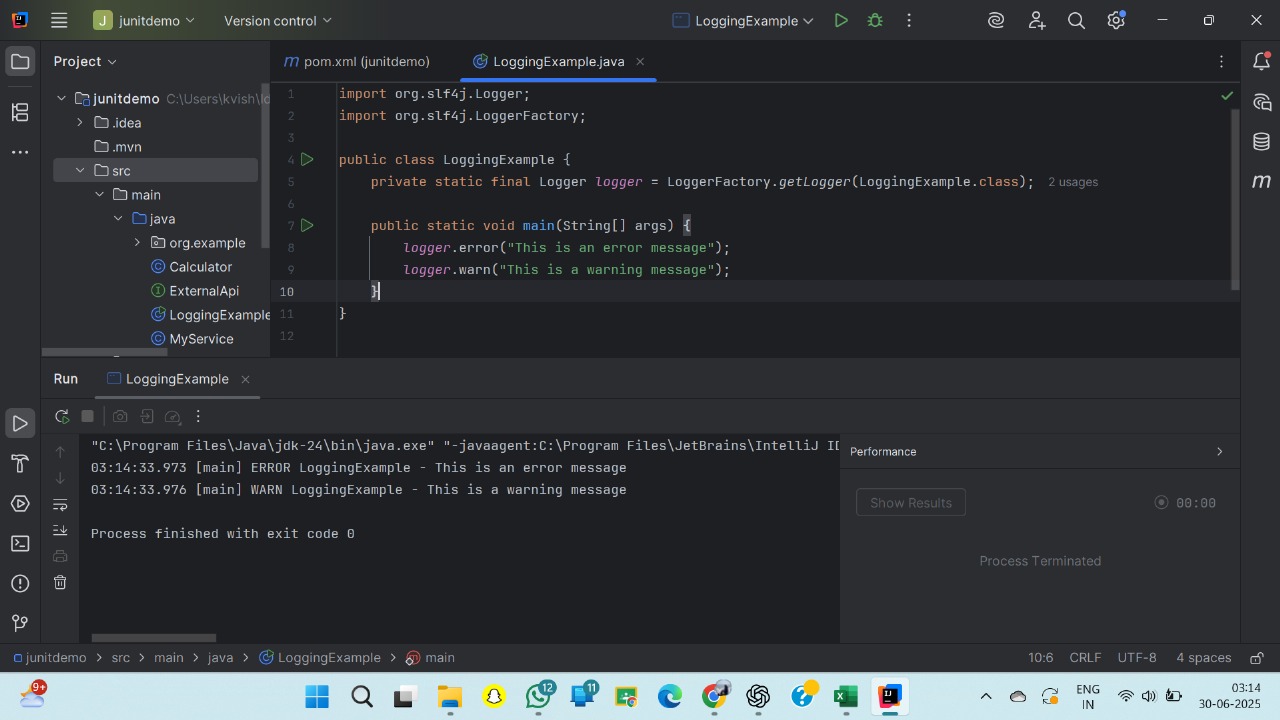 J junitdemo Version control LoggingExample
Project
pom.xml (junitdemo) LoggingExample.java
junitdemo C:\Users\kvish\
.idea
.mvn
src
main
java
org.example
Calculator
ExternalApi
LoggingExample
MyService
1 import org.slf4j.Logger;
2 import org.slf4j.LoggerFactory;
3
4 public class LoggingExample {
5 private static final Logger logger = LoggerFactory.getLogger(LoggingExample.class); 2 usages
6
7 public static void main(String[] args) {
8 logger.error("This is an error message");
9 logger.warn("This is a warning message");
10 }
11 }
12
Run LoggingExample
"C:\Program Files\Java\jdk-24\bin\java.exe" "-javaagent:C:\Program Files\JetBrains\IntelliJ ID
03:14:33.973 [main] ERROR LoggingExample - This is an error message
03:14:33.976 [main] WARN LoggingExample - This is a warning message
Process finished with exit code 0
Performance
Show Results 00:00
Process Terminated
junitdemo > src > main > java > LoggingExample > main 10:6 CRLF UTF-8 4 spaces
9+ 12 11 ENG IN 03:14 30-06-2025